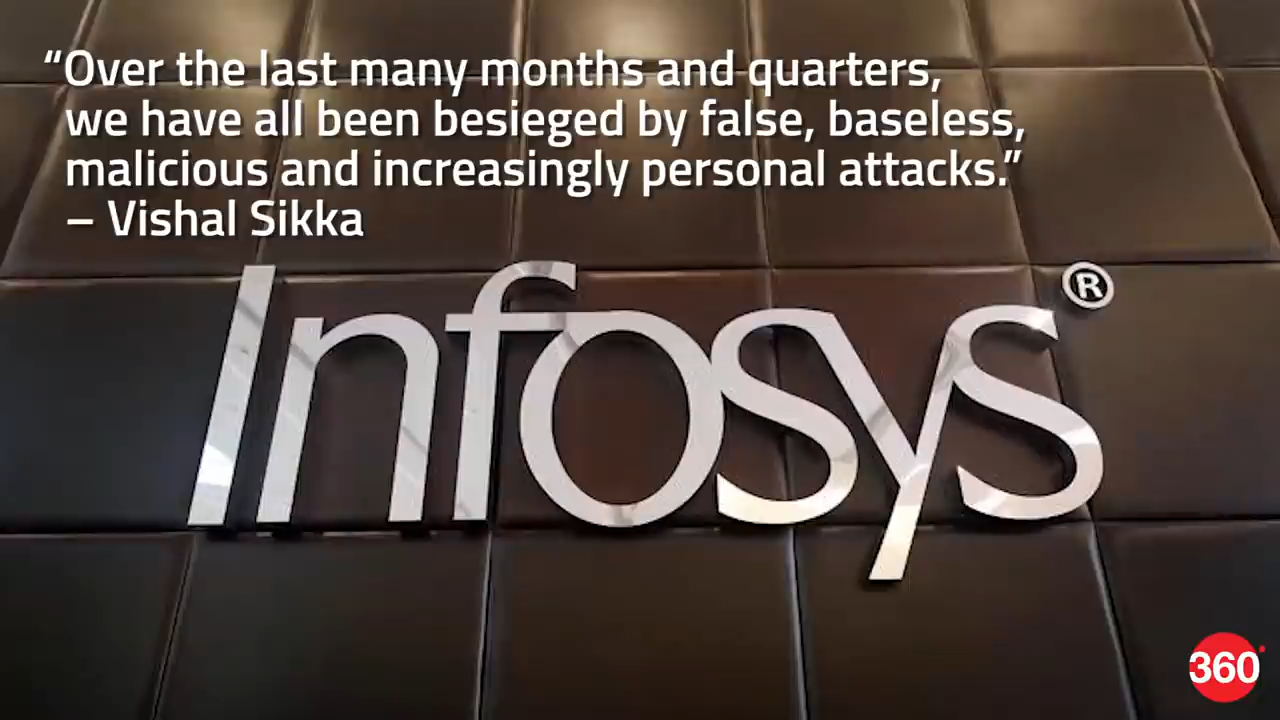 “Over the last many months and quarters,
we have all been besieged by false, baseless,
malicious and increasingly personal attacks.”
– Vishal Sikka
Infosys®
360